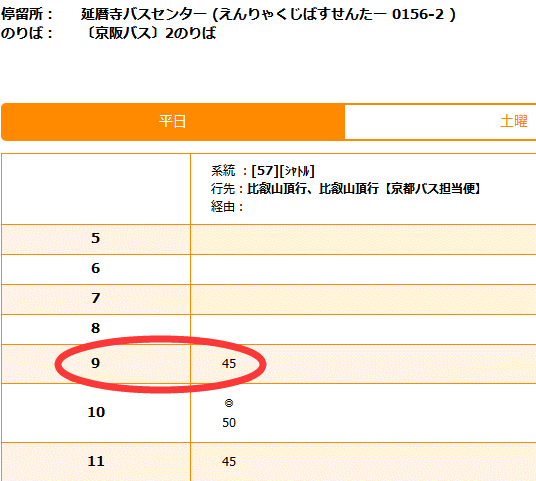 停留所： 延暦寺バスセンター (えんりゃくじばすせんたー 0156-2 )
のりば： 〔京阪バス〕2のりば
平日 土曜
系統 ：[57][ｼｬﾄﾙ]
行先：比叡山頂行、比叡山頂行【京都バス担当便】
経由：
5
6
7
8
9 45
◎
10 50
11 45